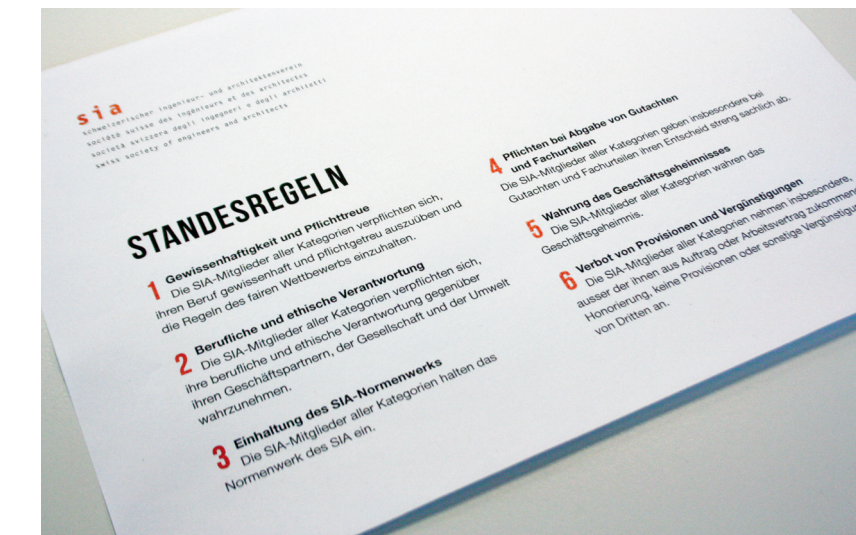 sia
schweizerischer ingenieur- und architektenverein
société suisse des ingénieurs et des architectes
società svizzera degli ingegneri e degli architetti
swiss society of engineers and architects
STANDESREGELN
1 Gewissenhaftigkeit und Pflichttreue
Die SIA-Mitglieder aller Kategorien verpflichten sich,
ihren Beruf gewissenhaft und pflichtgetreu auszuüben und
die Regeln des fairen Wettbewerbs einzuhalten.
2 Berufliche und ethische Verantwortung
Die SIA-Mitglieder aller Kategorien verpflichten sich,
ihre berufliche und ethische Verantwortung gegenüber
ihren Geschäftspartnern, der Gesellschaft und der Umwelt
wahrzunehmen.
3 Einhaltung des SIA-Normenwerks
Die SIA-Mitglieder aller Kategorien halten das
Normenwerk des SIA ein.
4 Pflichten bei Abgabe von Gutachten
und Fachurteilen
Die SIA-Mitglieder aller Kategorien geben insbesondere bei
Gutachten und Fachurteilen ihren Entscheid streng sachlich ab.
5 Wahrung des Geschäftsgeheimnisses
Die SIA-Mitglieder aller Kategorien wahren das
Geschäftsgeheimnis.
6 Verbot von Provisionen und Vergünstigungen
Die SIA-Mitglieder aller Kategorien nehmen insbesondere,
ausser der ihnen aus Auftrag oder Arbeitsvertrag zukommen
Honorierung, keine Provisionen oder sonstige Vergünstigu
von Dritten an.